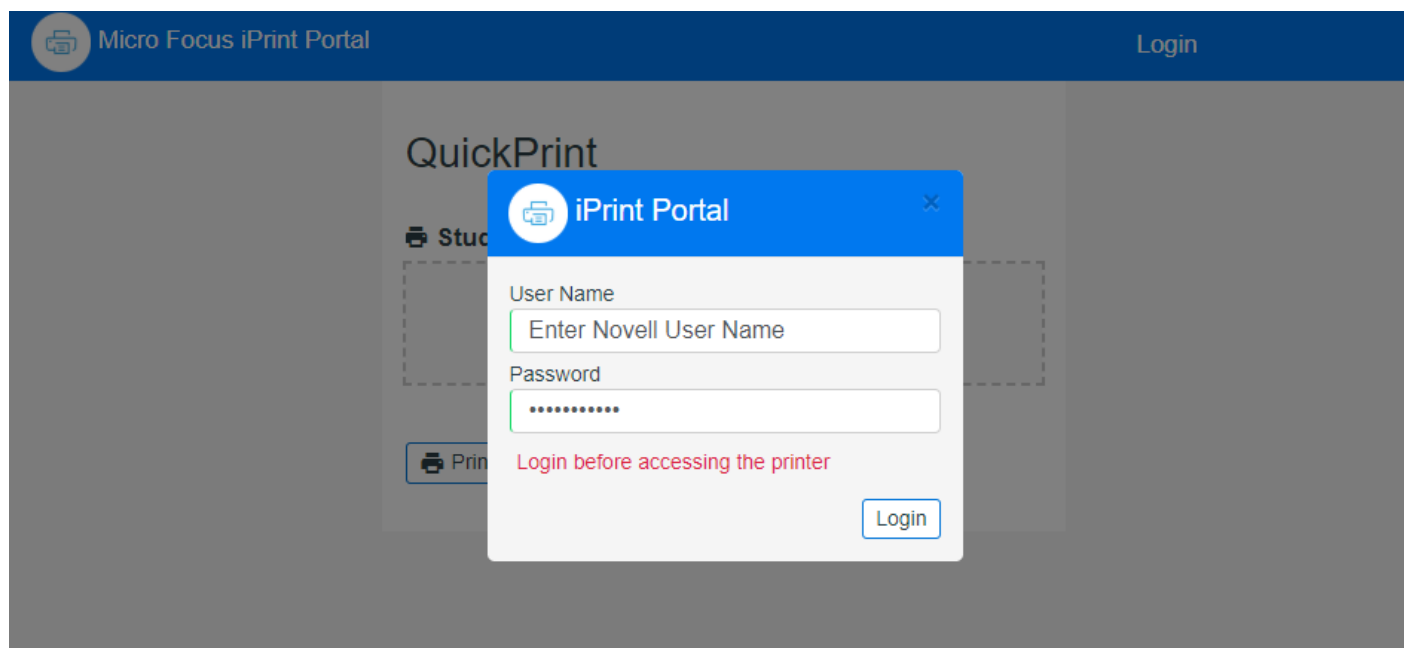 Micro Focus iPrint Portal
Login
QuickPrint
iPrint Portal
×
User Name
Enter Novell User Name
Password
•••••••••••
Login before accessing the printer
Login